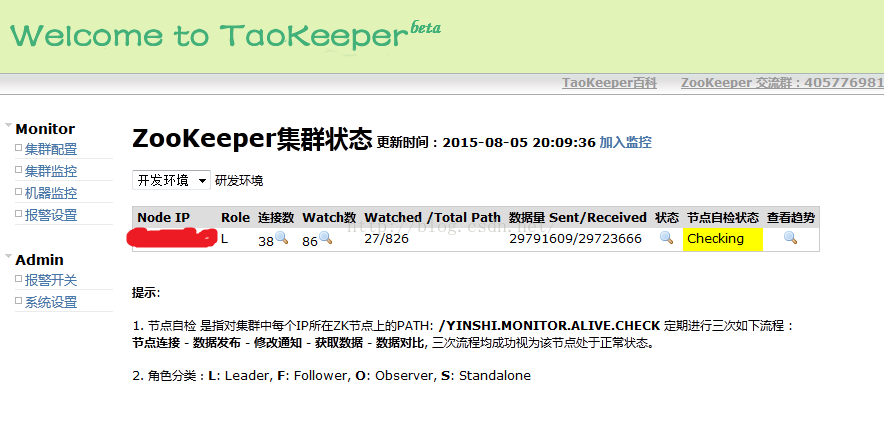 Welcome to TaoKeeper beta
TaoKeeper百科 ZooKeeper 交流群：405776981
Monitor
集群配置
集群监控
机器监控
报警设置
Admin
报警开关
系统设置
ZooKeeper集群状态 更新时间：2015-08-05 20:09:36 加入监控
开发环境 研发环境
Node IP Role 连接数 Watch数 Watched /Total Path 数据量 Sent/Received 状态 节点自检状态 查看趋势
L 38 86 27/826 29791609/29723666 Checking
http://blog.csdn.net/
提示:
1. 节点自检 是指对集群中每个IP所在ZK节点上的PATH: /YINSHI.MONITOR.ALIVE.CHECK 定期进行三次如下流程：
节点连接 - 数据发布 - 修改通知 - 获取数据 - 数据对比, 三次流程均成功视为该节点处于正常状态。
2. 角色分类：L: Leader, F: Follower, O: Observer, S: Standalone